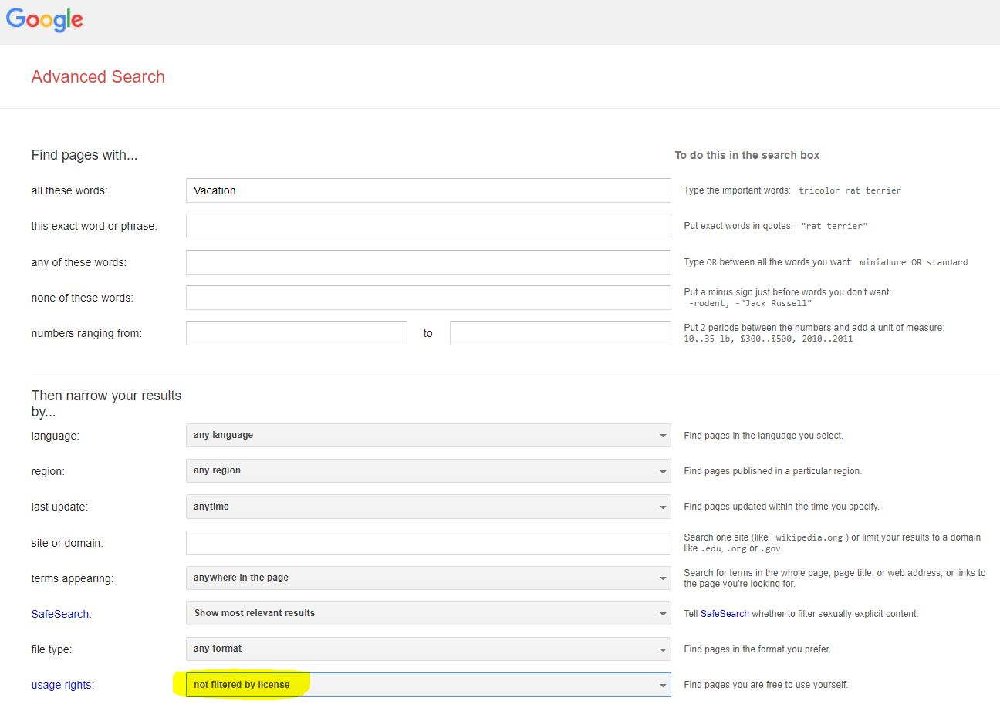 Google
Advanced Search
Find pages with...
To do this in the search box
all these words:
Vacation
Type the important words: tricolor rat terrier
this exact word or phrase:
Put exact words in quotes: "rat terrier"
any of these words:
Type OR between all the words you want: miniature OR standard
none of these words:
Put a minus sign just before words you don't want:
-rodent, -"Jack Russell"
numbers ranging from:
to
Put 2 periods between the numbers and add a unit of measure:
10..35 lb, $300..$500, 2010..2011
Then narrow your results
by...
language:
any language
Find pages in the language you select.
region:
any region
Find pages published in a particular region.
last update:
anytime
Find pages updated within the time you specify.
site or domain:
Search one site (like wikipedia.org ) or limit your results to a domain
like .edu, .org or .gov
terms appearing:
anywhere in the page
Search for terms in the whole page, page title, or web address, or links to
the page you're looking for.
SafeSearch:
Show most relevant results
Tell SafeSearch whether to filter sexually explicit content.
file type:
any format
Find pages in the format you prefer.
usage rights:
not filtered by license
Find pages you are free to use yourself.